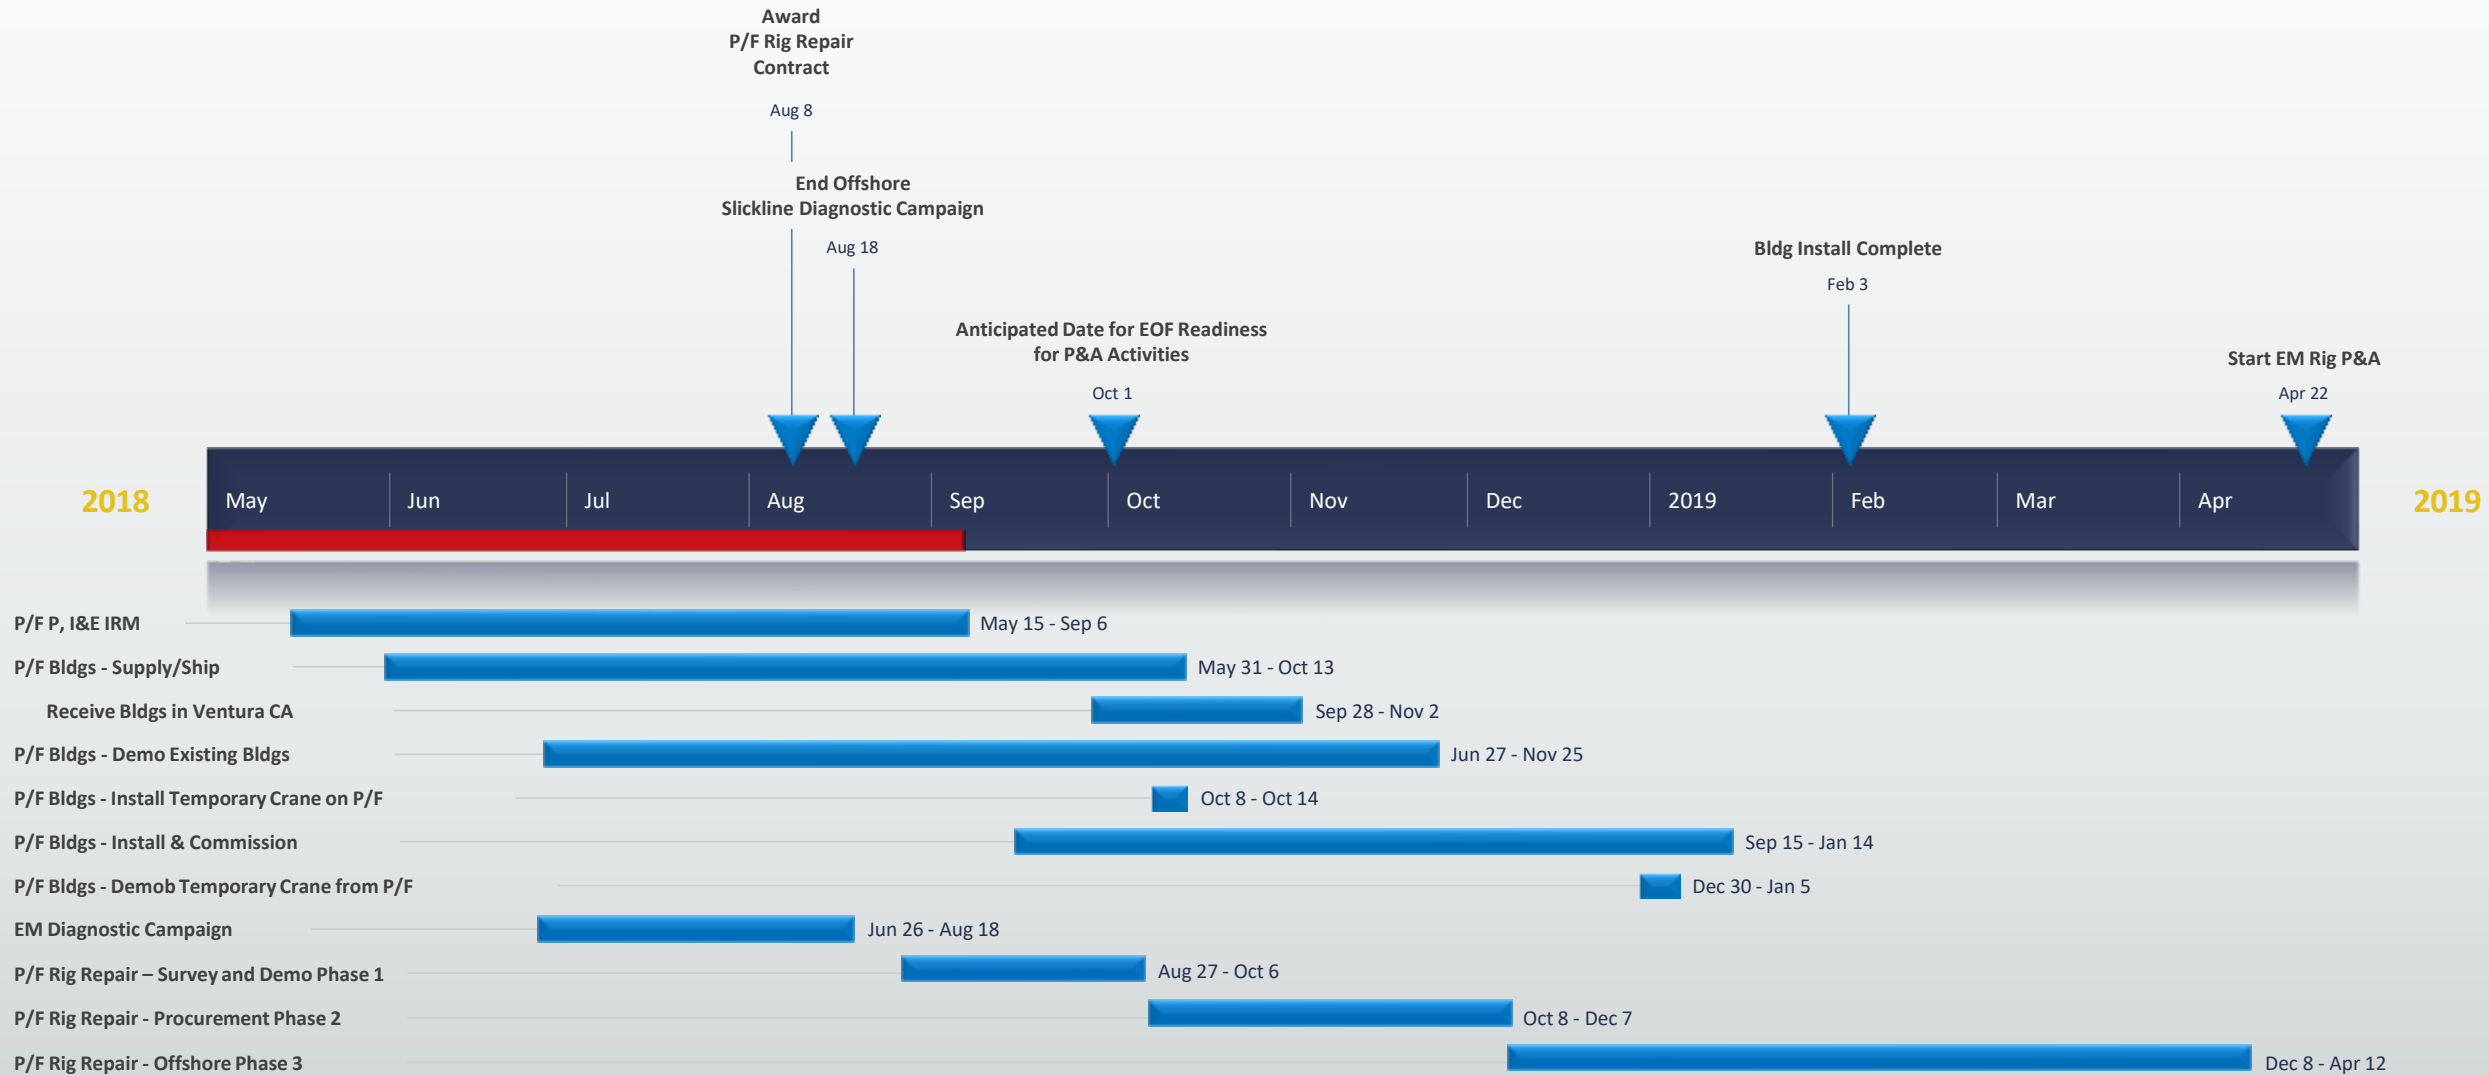 Award
P/F Rig Repair
Contract
Aug 8
End Offshore
Slickline Diagnostic Campaign
Aug 18
Anticipated Date for EOF Readiness
for P&A Activities
Oct 1
Bldg Install Complete
Feb 3
Start EM Rig P&A
Apr 22
2018 May Jun Jul Aug Sep Oct Nov Dec 2019 Feb Mar Apr 2019
P/F P, I&E IRM May 15 - Sep 6
P/F Bldgs - Supply/Ship May 31 - Oct 13
Receive Bldgs in Ventura CA Sep 28 - Nov 2
P/F Bldgs - Demo Existing Bldgs Jun 27 - Nov 25
P/F Bldgs - Install Temporary Crane on P/F Oct 8 - Oct 14
P/F Bldgs - Install & Commission Sep 15 - Jan 14
P/F Bldgs - Demob Temporary Crane from P/F Dec 30 - Jan 5
EM Diagnostic Campaign Jun 26 - Aug 18
P/F Rig Repair – Survey and Demo Phase 1 Aug 27 - Oct 6
P/F Rig Repair - Procurement Phase 2 Oct 8 - Dec 7
P/F Rig Repair - Offshore Phase 3 Dec 8 - Apr 12